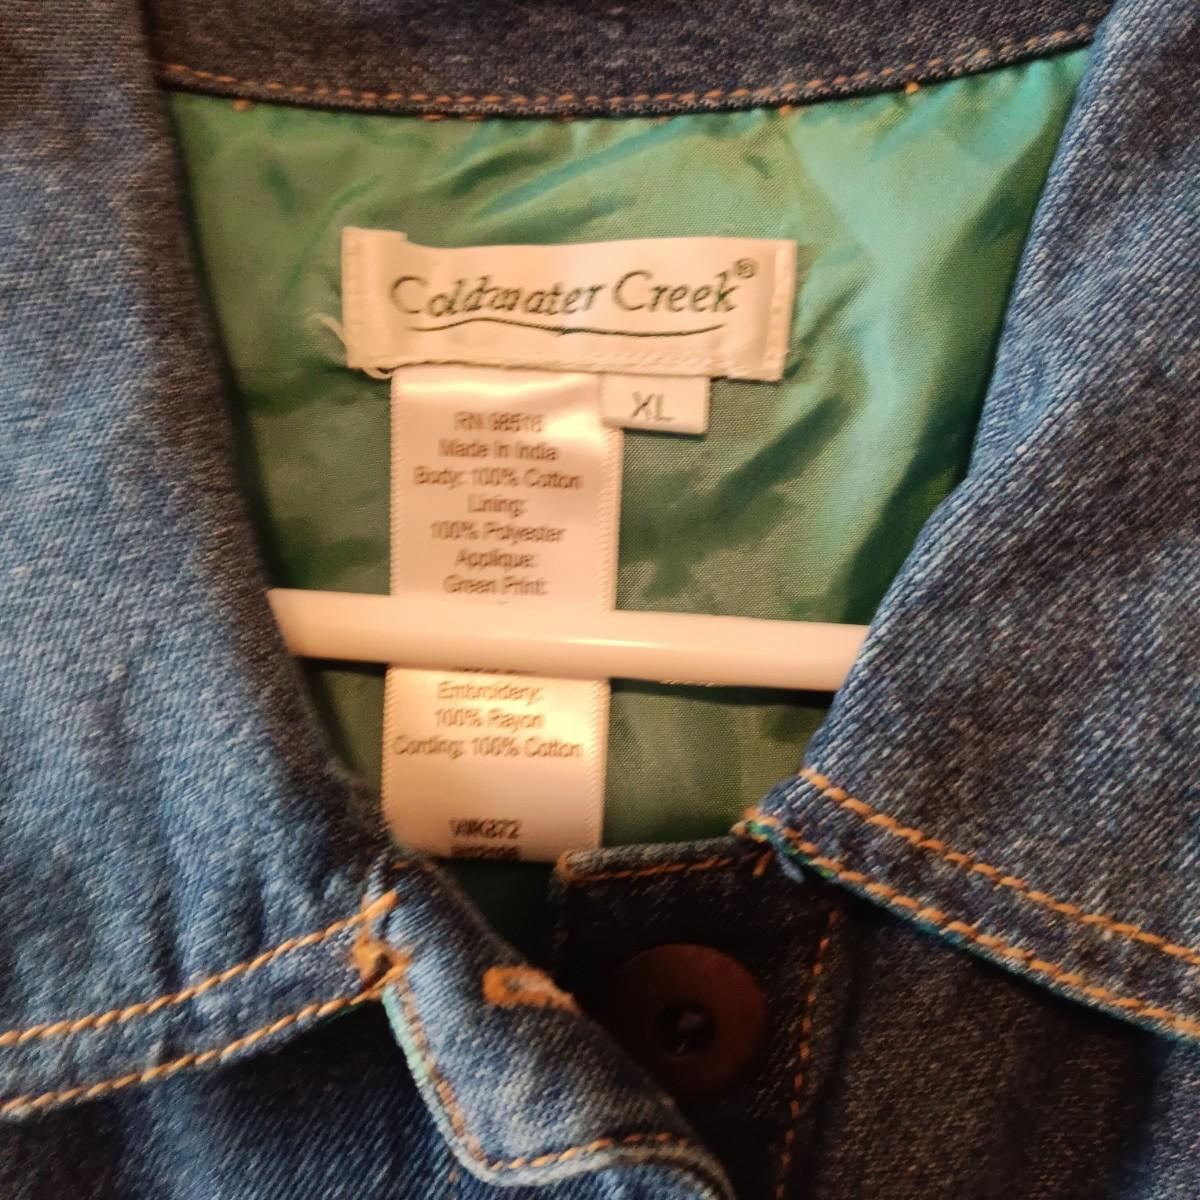 Coldwater Creek®
XL
RN 98518
Made In India
Body: 100% Cotton
Lining:
100% Polyester
Applique:
Green Print:
Embroidery:
100% Rayon
Cording: 100% Cotton